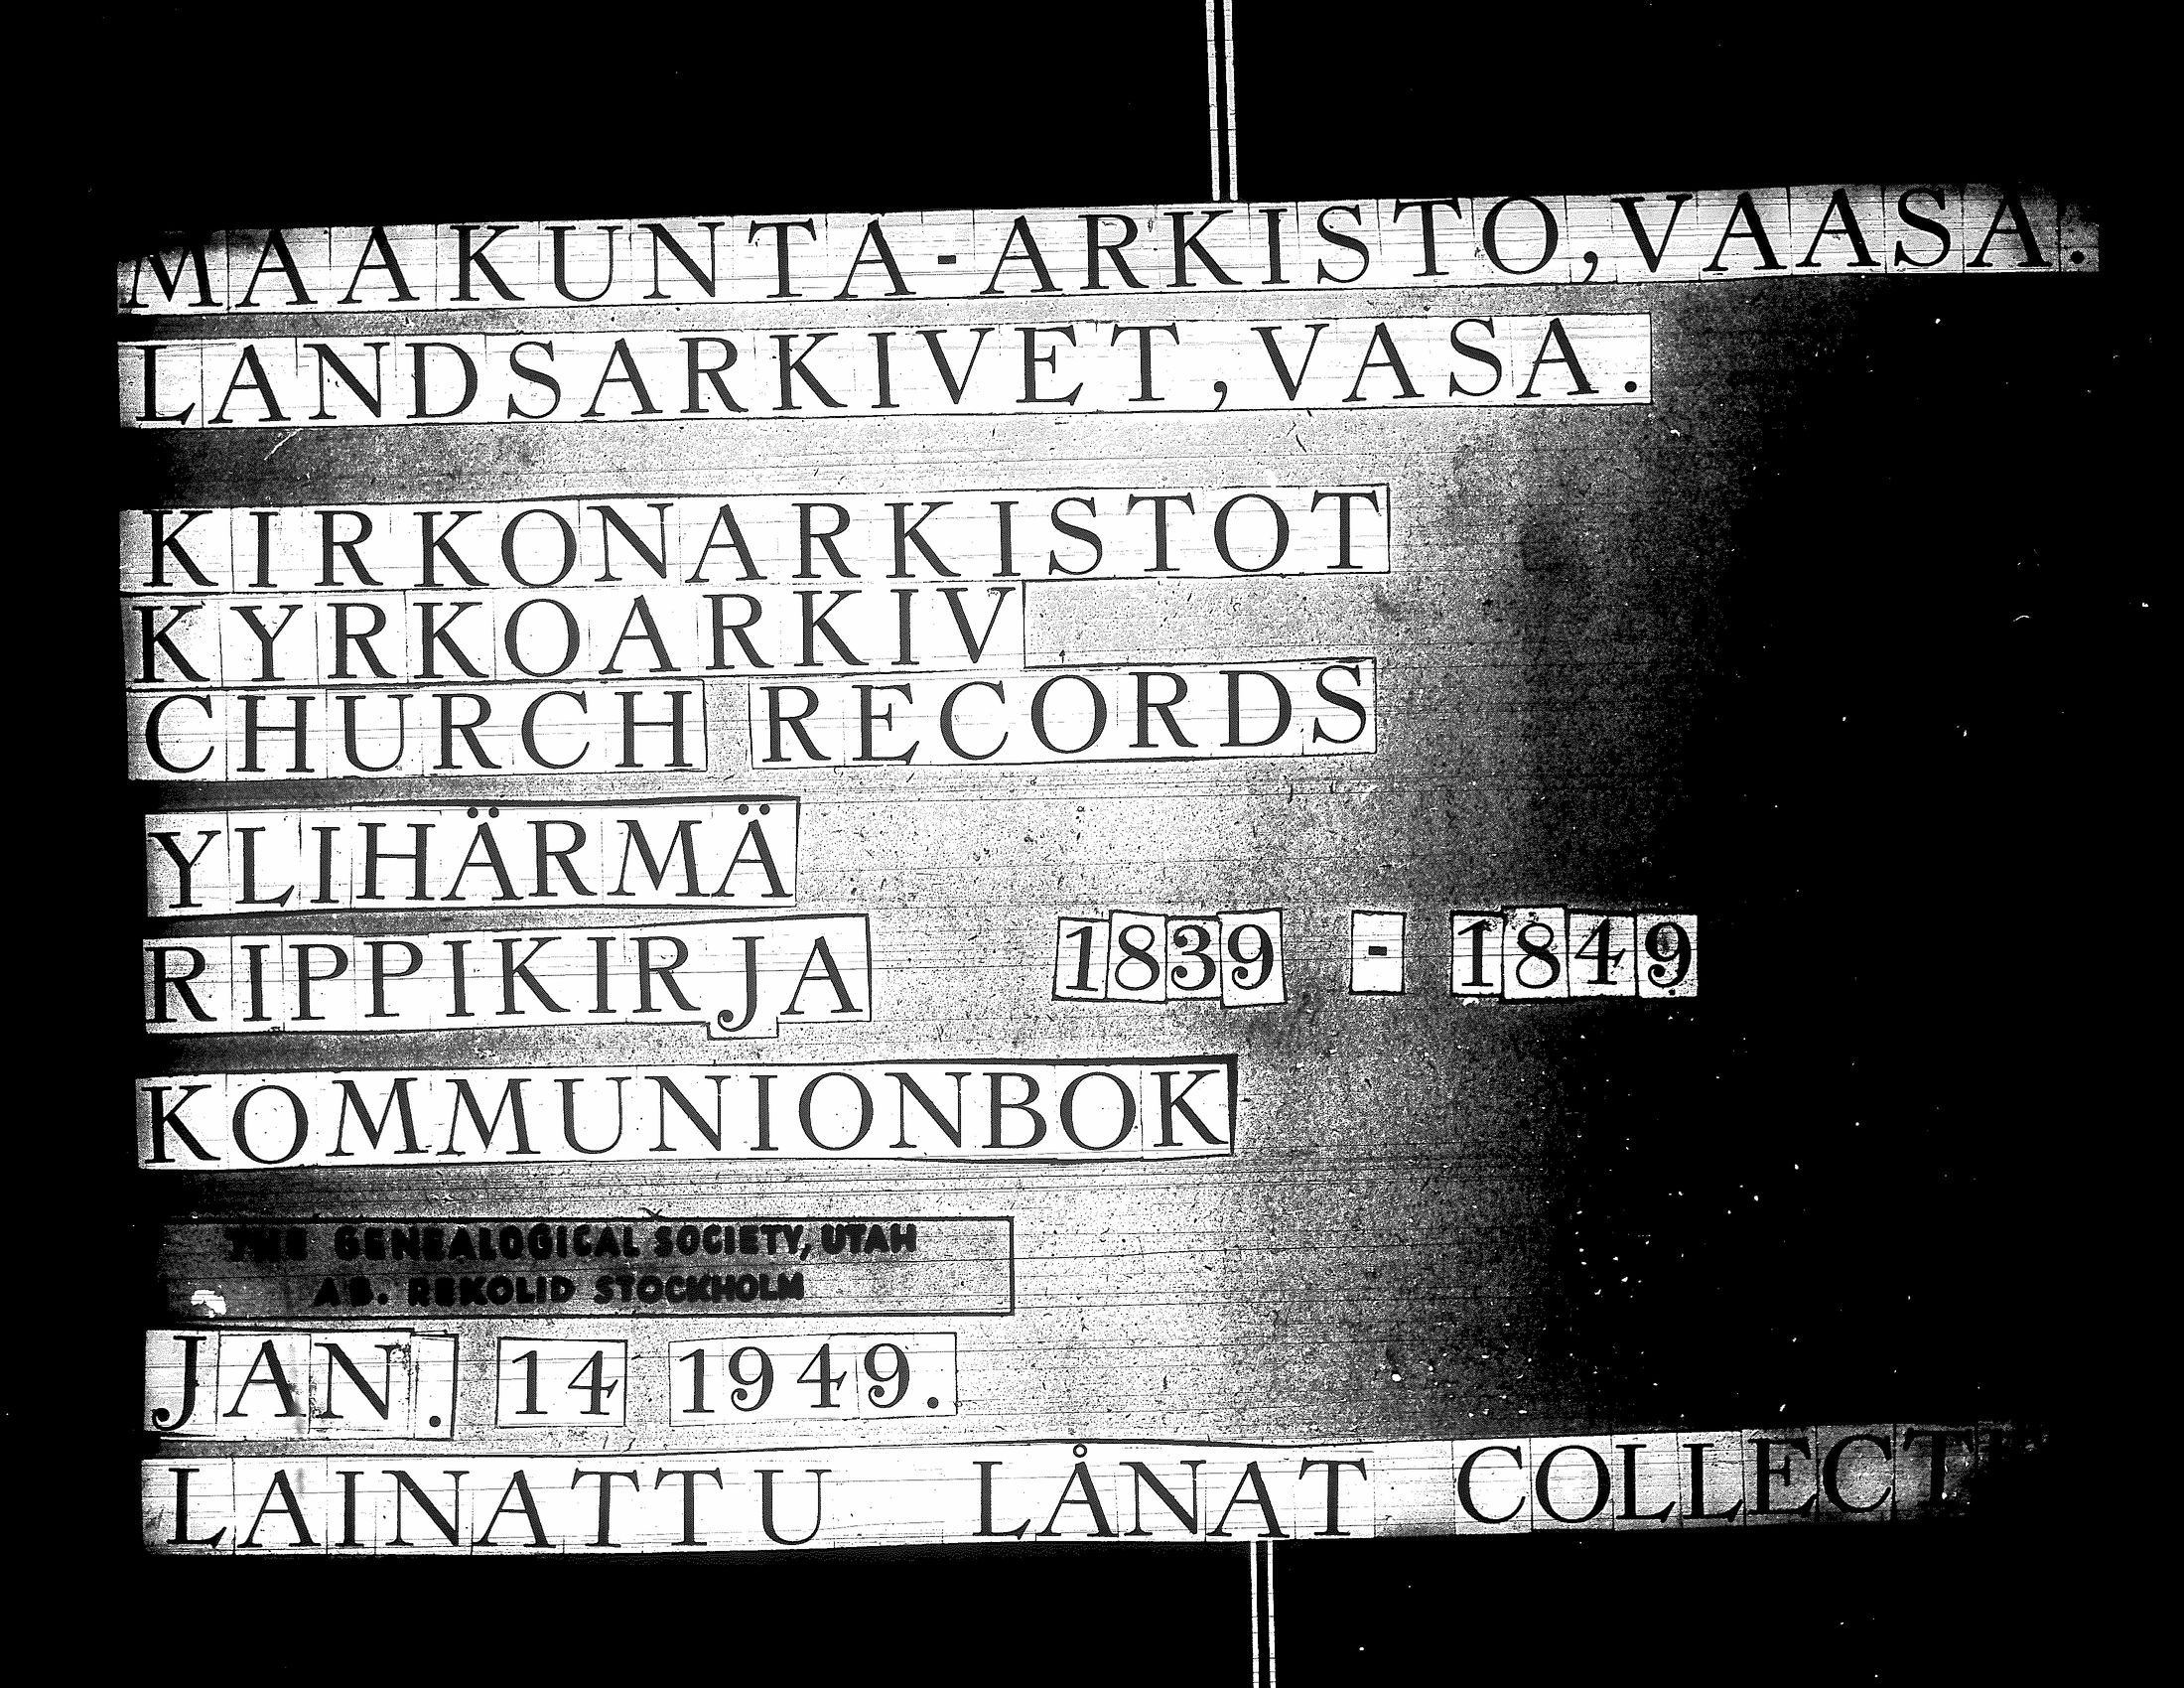 MAAKUNTA-ARKISTO,VAASA.
LANDSARKIVET,VASA.
KIRKONARKISTOT
KYRKOARKIV
CHURCH RECORDS
YLIHÄRMÄ
RIPPIKIRJA 1839 - 1849
KOMMUNIONBOK
THE GENEALOGICAL SOCIETY, UTAH
AB. REKOLID STOCKHOLM
JAN. 14 1949.
LAINATTU LÅNAT